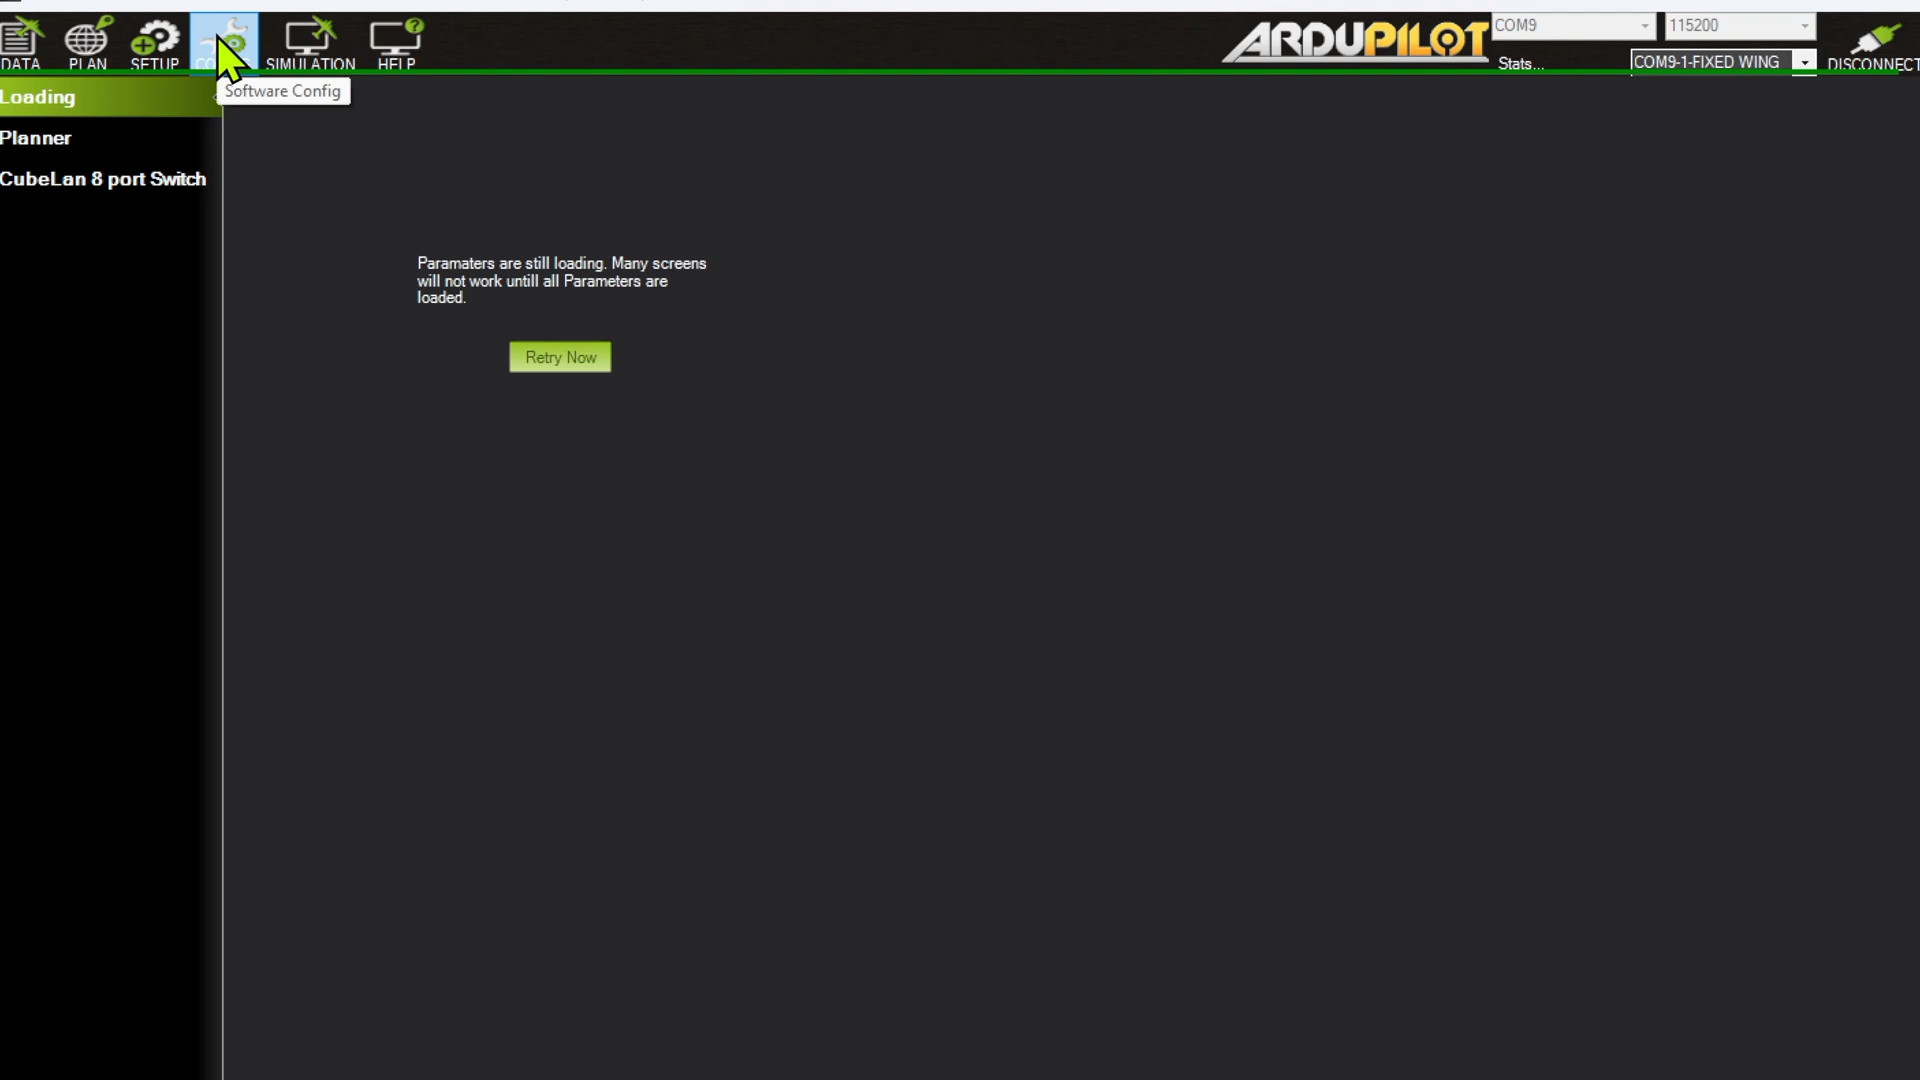 DATA
PLAN
SETUP
SIMULATION
HELP
ARDUPILOT
COM9
115200
Stats...
COM9-1-FIXED WING
DISCONNECT
Software Config
Loading
Planner
CubeLan 8 port Switch
Paramaters are still loading. Many screens
will not work untill all Parameters are
loaded.
Retry Now